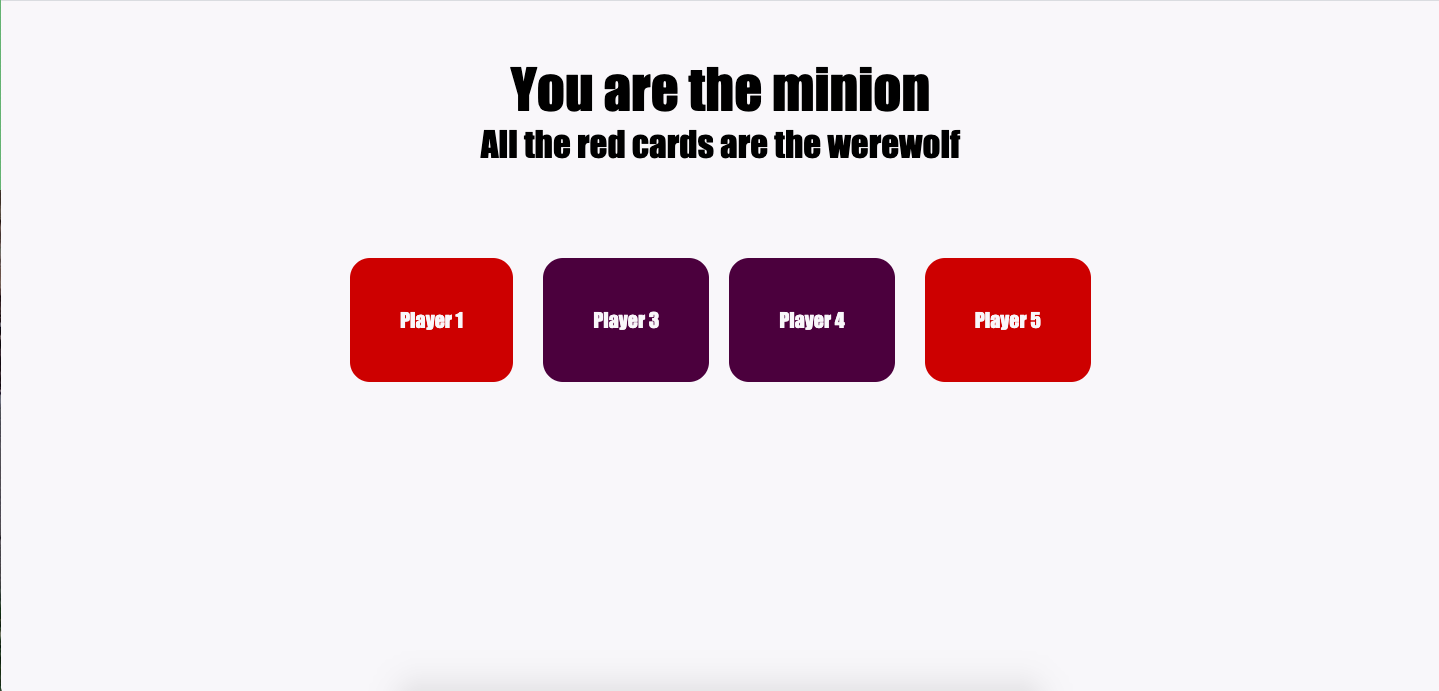 You are the minion
All the red cards are the werewolf
Player 1
Player 3
Player 4
Player 5